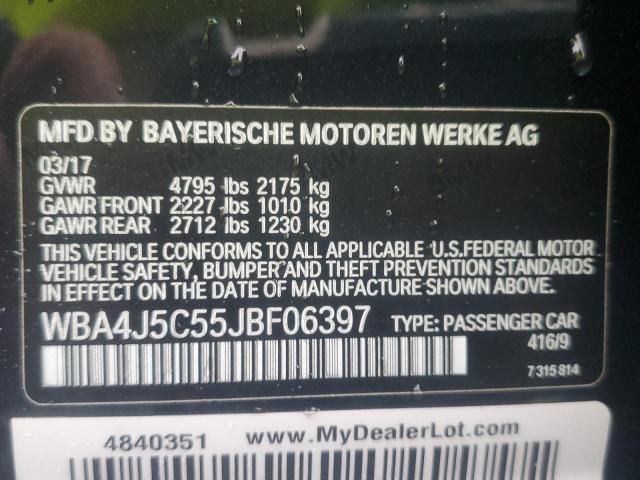 MFD BY BAYERISCHE MOTOREN WERKE AG
03/17
GVWR 4795 lbs 2175 kg
GAWR FRONT 2227 lbs 1010 kg
GAWR REAR 2712 lbs 1230 kg
THIS VEHICLE CONFORMS TO ALL APPLICABLE U.S.FEDERAL MOTOR
VEHICLE SAFETY, BUMPER AND THEFT PREVENTION STANDARDS
IN EFFECT ON THE DATE OF MANUFACTURE SHOWN ABOVE.
WBA4J5C55JBF06397 TYPE: PASSENGER CAR
416/9
7 315 814
4840351 www.MyDealerLot.com